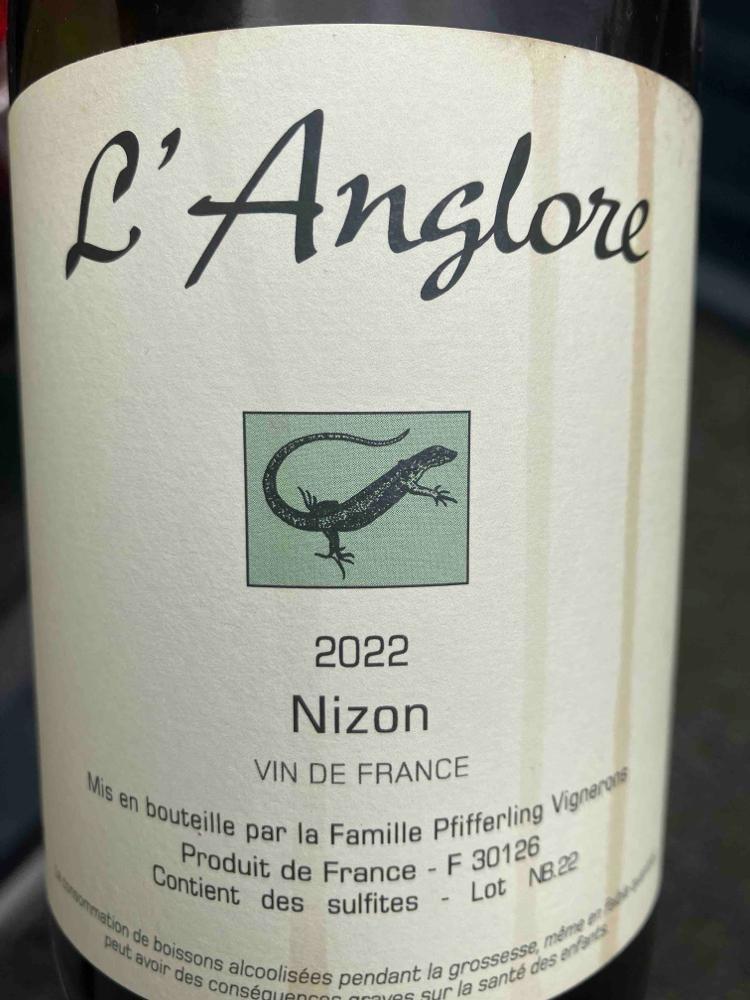 L'Anglore
2022
Nizon
VIN DE FRANCE
Mis en bouteille par la Famille Pfifferling Vignerons
Produit de France - F 30126
Contient des sulfites - Lot NB.22
La consommation de boissons alcoolisées pendant la grossesse, même en faible quantité,
peut avoir des conséquences graves sur la santé des enfants.